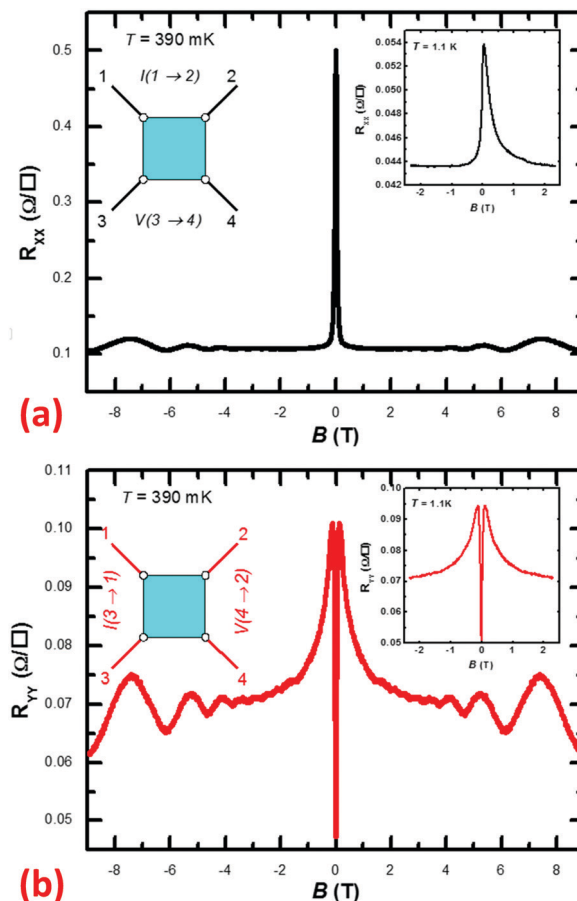 T = 390 mK
I(1 → 2)
1
2
3
4
V(3 → 4)
R_XX (Ω/□)
0.5
0.4
0.3
0.2
0.1
-8 -6 -4 -2 0 2 4 6 8
B (T)
T = 1.1 K
R_XX (Ω/□)
0.054
0.052
0.050
0.048
0.046
0.044
0.042
-2 -1 0 1 2
B (T)
(a)
T = 390 mK
1
2
I(3 → 1)
V(4 → 2)
3
4
R_YY (Ω/□)
0.11
0.10
0.09
0.08
0.07
0.06
0.05
-8 -6 -4 -2 0 2 4 6 8
B (T)
T = 1.1K
R_YY (Ω/□)
0.10
0.09
0.08
0.07
0.06
0.05
-2 -1 0 1 2
B (T)
(b)